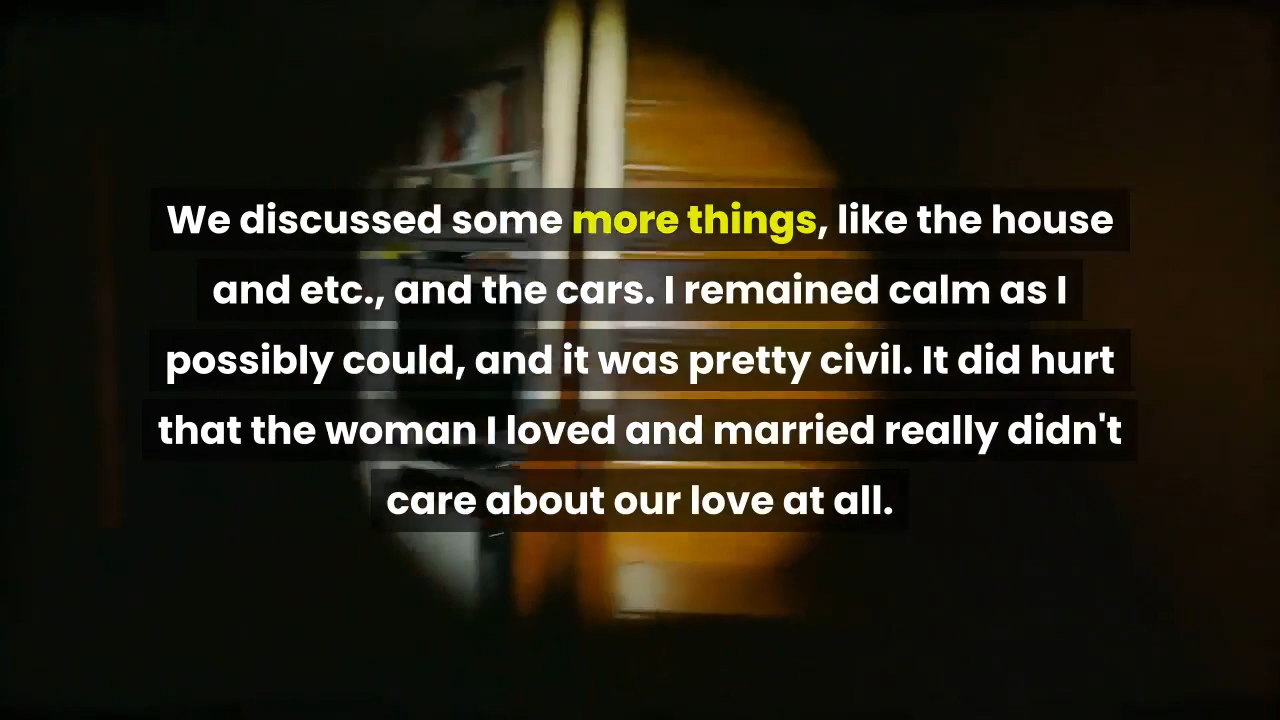 We discussed some more things, like the house
and etc., and the cars. I remained calm as I
possibly could, and it was pretty civil. It did hurt
that the woman I loved and married really didn't
care about our love at all.